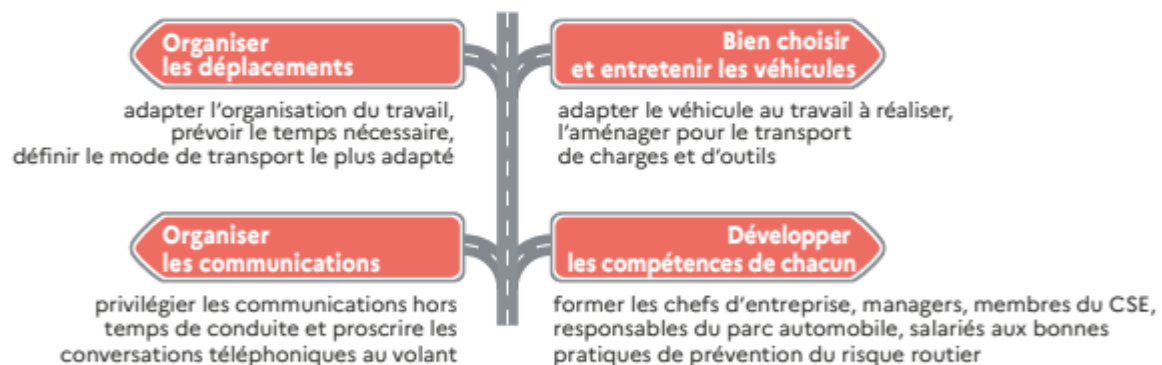 Organiser
les déplacements
adapter l’organisation du travail,
prévoir le temps nécessaire,
définir le mode de transport le plus adapté
Bien choisir
et entretenir les véhicules
adapter le véhicule au travail à réaliser,
l’aménager pour le transport
de charges et d’outils
Organiser
les communications
privilégier les communications hors
temps de conduite et proscrire les
conversations téléphoniques au volant
Développer
les compétences de chacun
former les chefs d’entreprise, managers, membres du CSE,
responsables du parc automobile, salariés aux bonnes
pratiques de prévention du risque routier